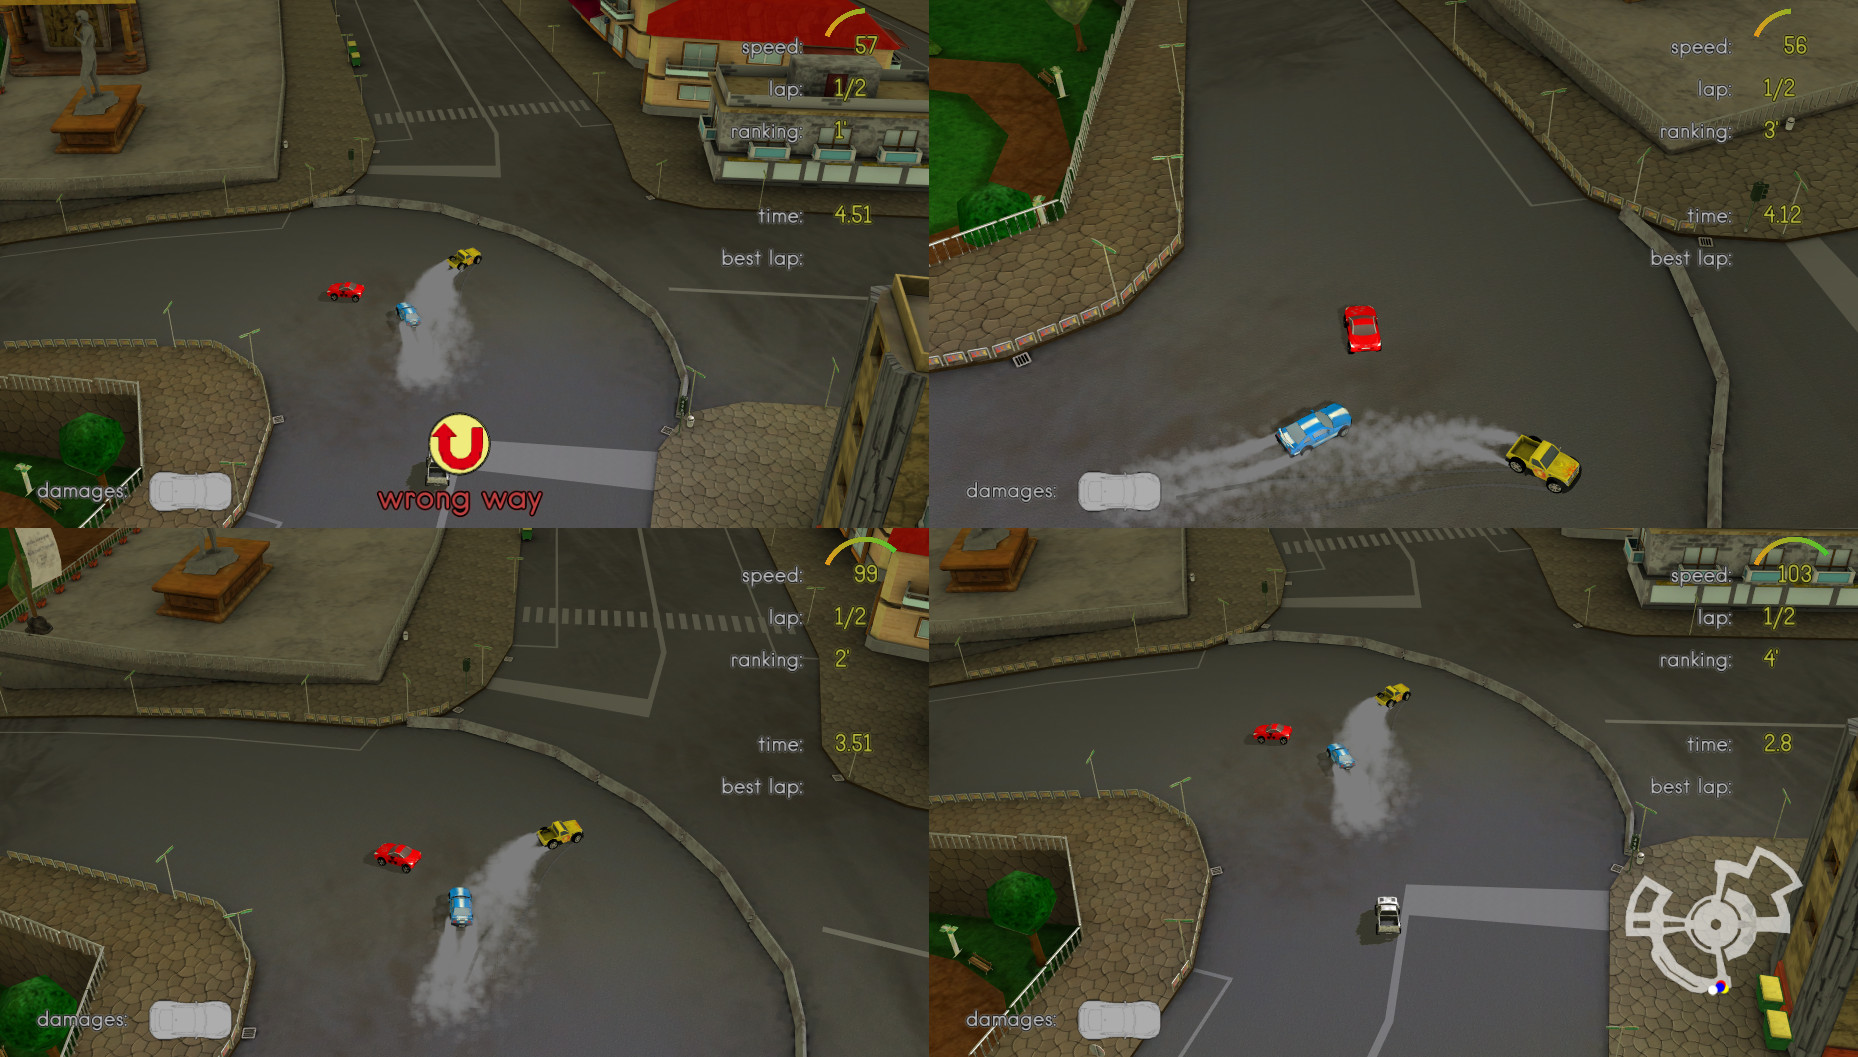 speed: 57
lap: 1/2
ranking: 1'
time: 4.51
best lap:
damages:
wrong way
speed: 56
lap: 1/2
ranking: 3'
time: 4.12
best lap:
damages:
speed: 99
lap: 1/2
ranking: 2'
time: 3.51
best lap:
damages:
speed: 103
lap: 1/2
ranking: 4'
time: 2.8
best lap:
damages: